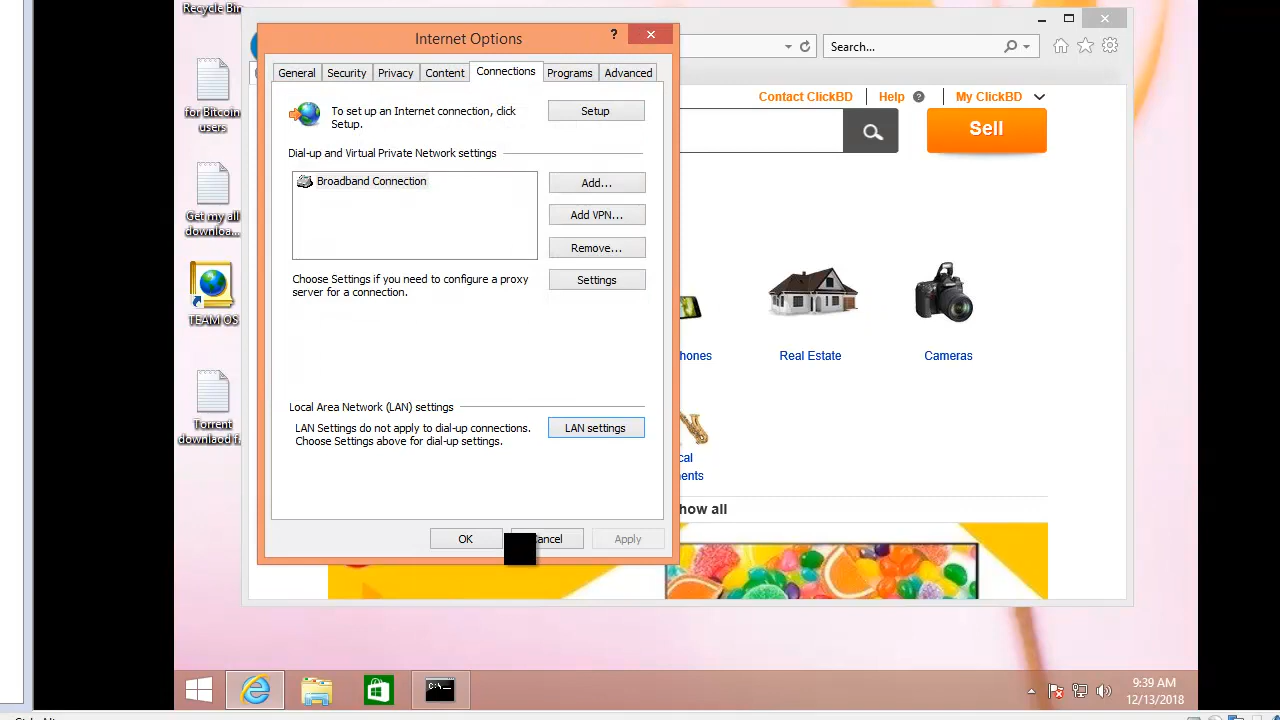 Recycle Bin
for Bitcoin
users
Get my all
downloa...
TEAM OS
Torrent
downlaod f.
Internet Options
?
General
Security
Privacy
Content
Connections
Programs
Advanced
To set up an Internet connection, click
Setup.
Setup
Dial-up and Virtual Private Network settings
Broadband Connection
Add...
Add VPN...
Remove...
Choose Settings if you need to configure a proxy
server for a connection.
Settings
Local Area Network (LAN) settings
LAN Settings do not apply to dial-up connections.
Choose Settings above for dial-up settings.
LAN settings
OK
ancel
Apply
Search...
Contact ClickBD
Help
?
My ClickBD
Sell
hones
Real Estate
Cameras
cal
ents
how all
C:\
9:39 AM
12/13/2018